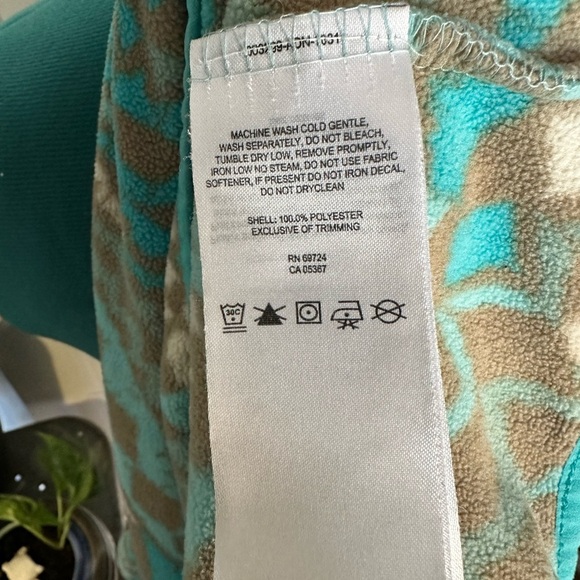 MACHINE WASH COLD GENTLE,
WASH SEPARATELY, DO NOT BLEACH,
TUMBLE DRY LOW, REMOVE PROMPTLY,
IRON LOW NO STEAM, DO NOT USE FABRIC
SOFTENER, IF PRESENT DO NOT IRON DECAL,
DO NOT DRYCLEAN
SHELL: 100.0% POLYESTER
EXCLUSIVE OF TRIMMING
RN 69724
CA 05367
30C